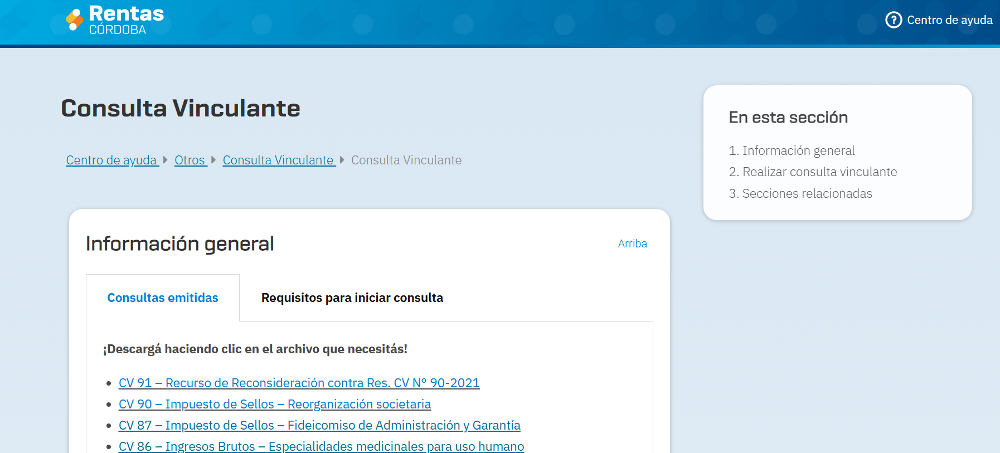 Rentas
CÓRDOBA
Centro de ayuda
Consulta Vinculante
Centro de ayuda Otros Consulta Vinculante Consulta Vinculante
En esta sección
1. Información general
2. Realizar consulta vinculante
3. Secciones relacionadas
Información general
Arriba
Consultas emitidas
Requisitos para iniciar consulta
¡Descargá haciendo clic en el archivo que necesitás!
• CV 91 – Recurso de Reconsideración contra Res. CV N° 90-2021
• CV 90 – Impuesto de Sellos – Reorganización societaria
• CV 87 – Impuesto de Sellos – Fideicomiso de Administración y Garantía
• CV 86 – Ingresos Brutos – Especialidades medicinales para uso humano